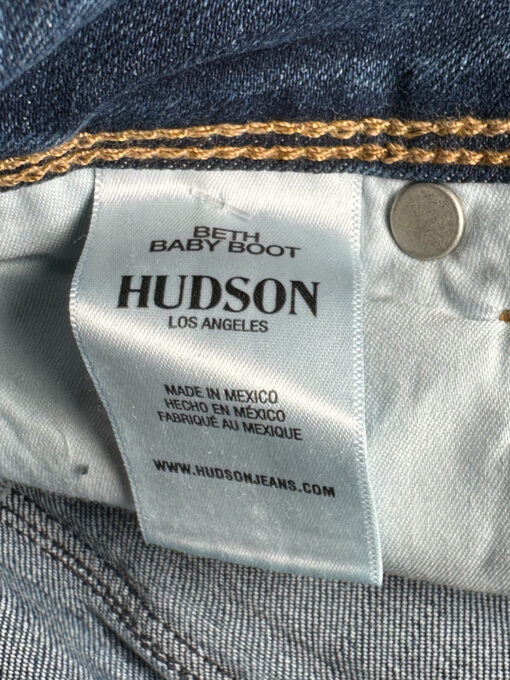 BETH
BABY BOOT
HUDSON
LOS ANGELES
MADE IN MEXICO
HECHO EN MÉXICO
FABRIQUÉ AU MEXIQUE
WWW.HUDSONJEANS.COM